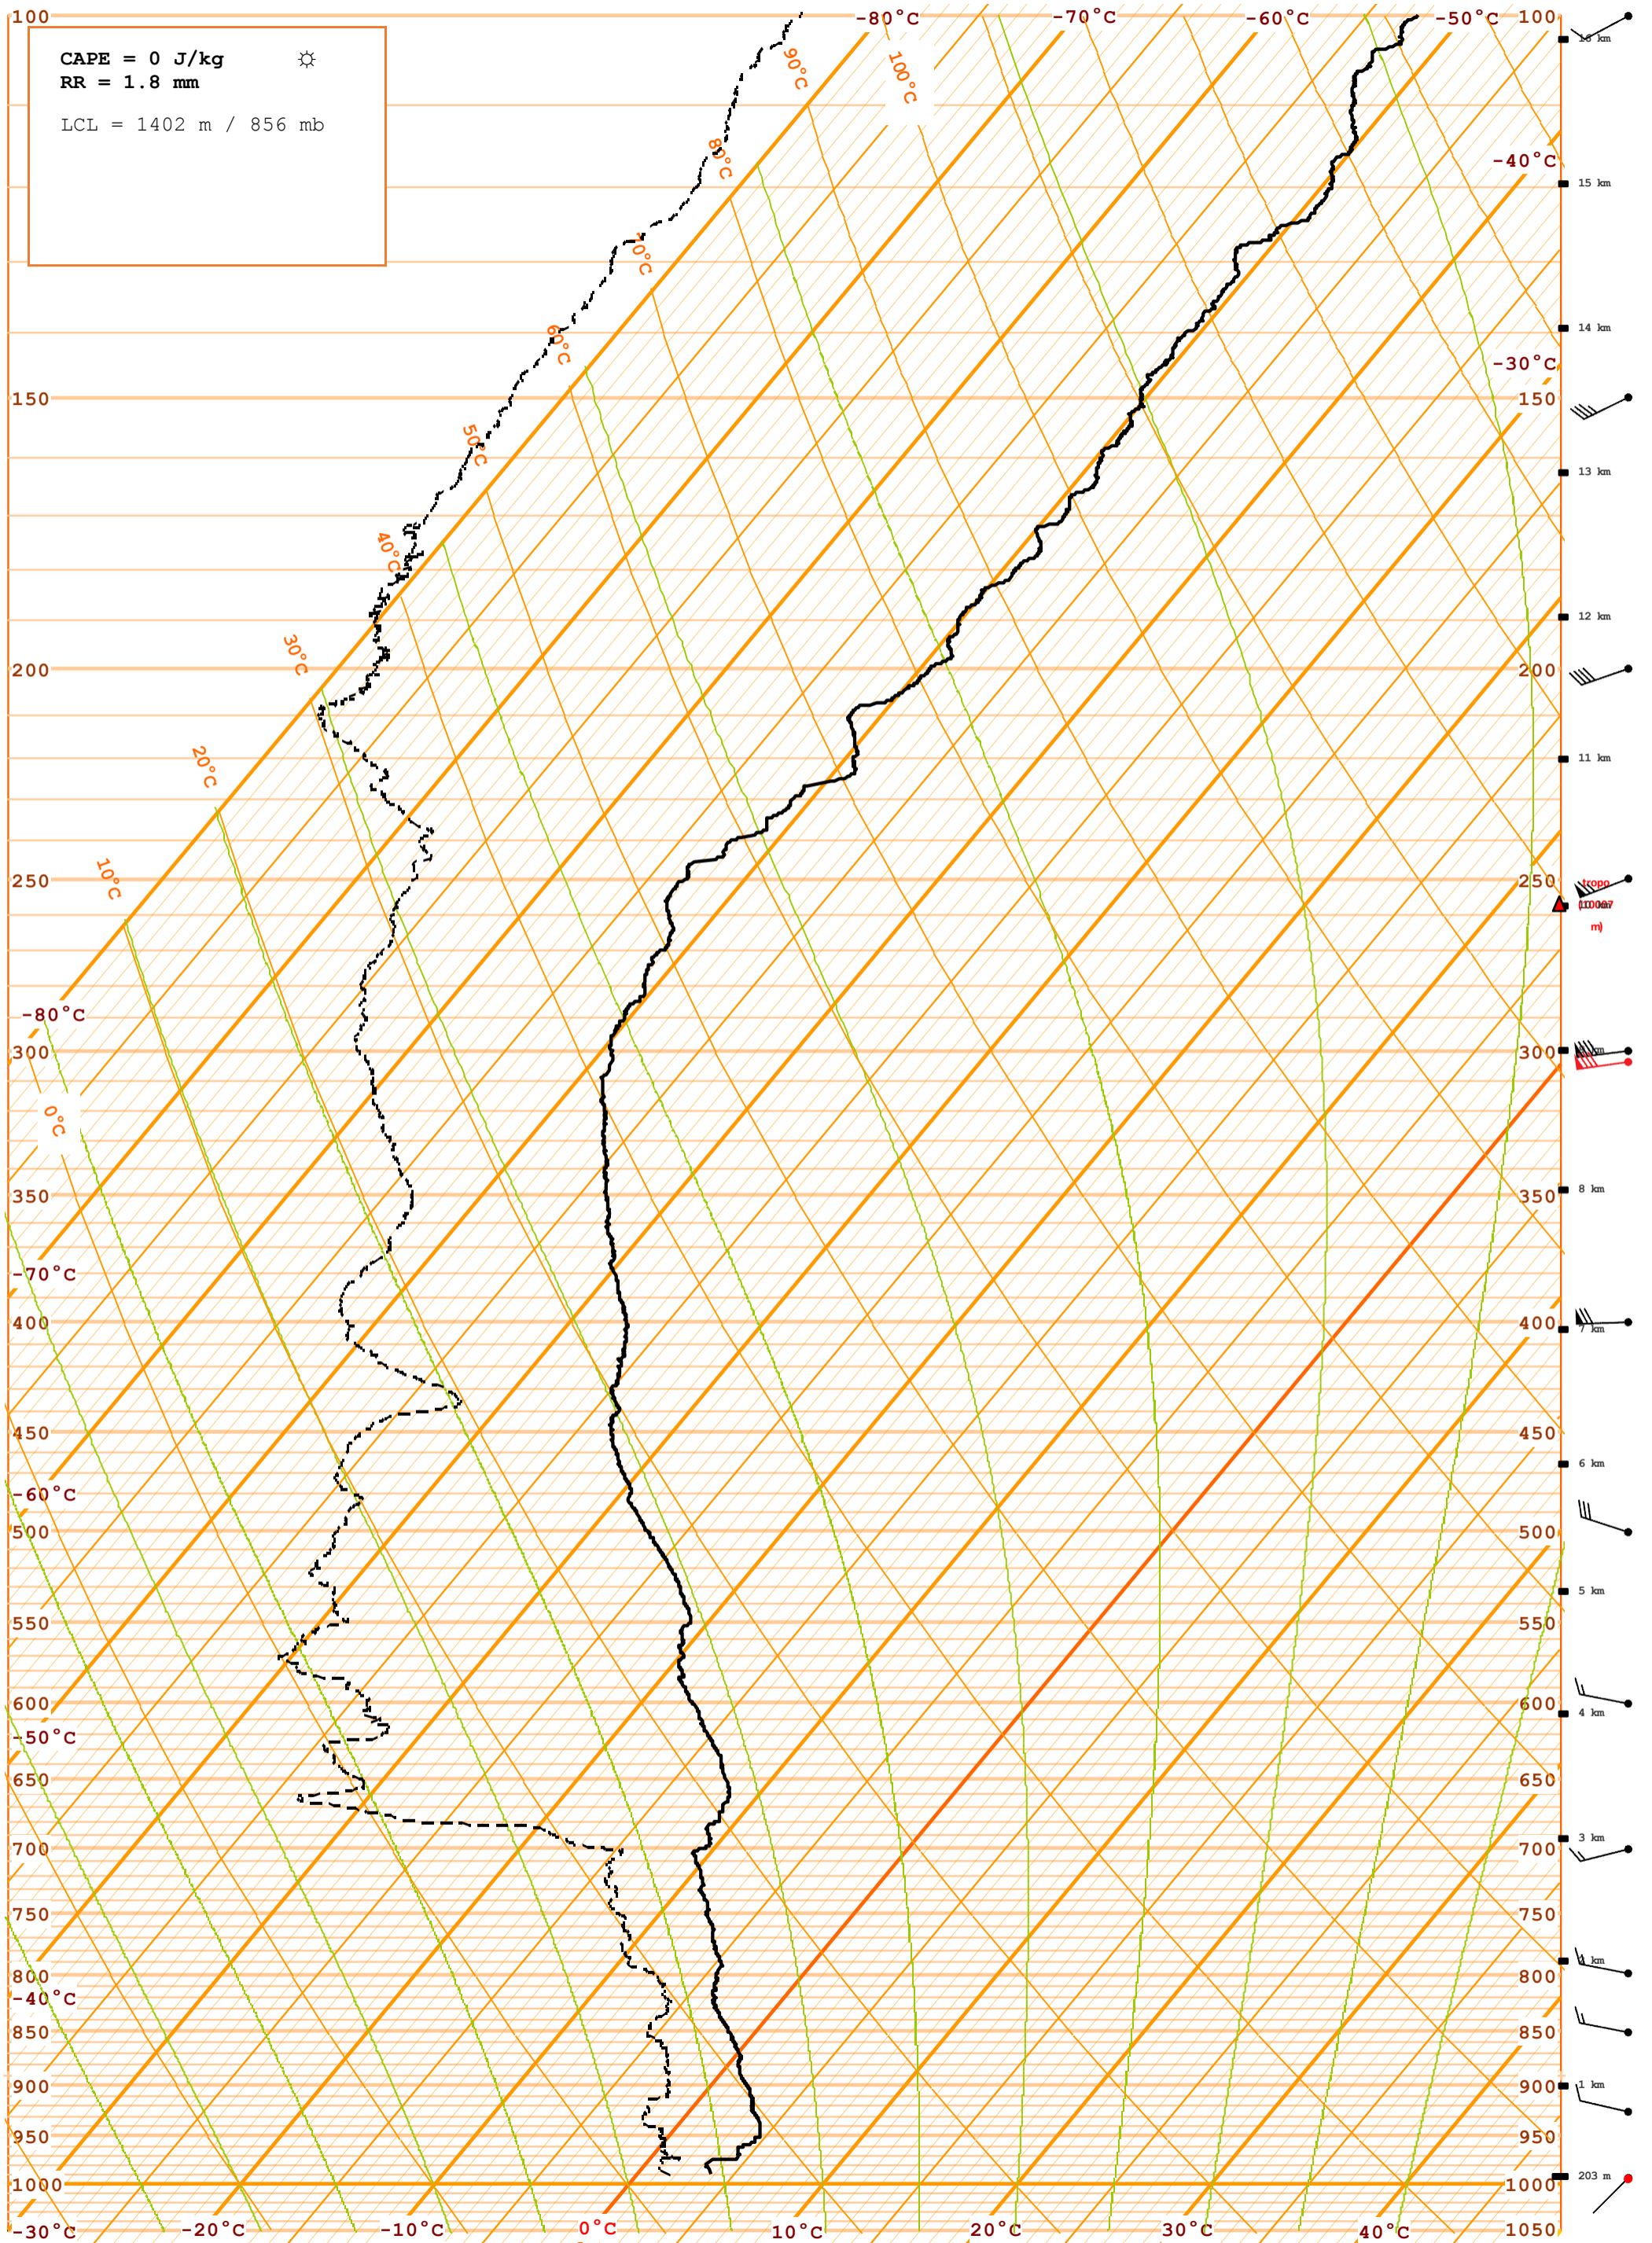 100 -80°C -70°C -60°C -50°C 100
CAPE = 0 J/kg ☼
RR = 1.8 mm
LCL = 1402 m / 856 mb
16 km
90°C 100°C
80°C -40°C
15 km
70°C
14 km
60°C -30°C
150 150
50°C 13 km
40°C
12 km
30°C
200 200
20°C 11 km
10°C
250 250
tropo
m)
-80°C
300 300
0°C
350 350
8 km
-70°C
400 400
7 km
450 450
6 km
-60°C
500 500
5 km
550 550
600 600
4 km
-50°C
650 650
3 km
700 700
750 750
km
800 800
-40°C
850 850
900 900 1 km
950 950
203 m
1000 1000
-30°C -20°C -10°C 0°C 10°C 20°C 30°C 40°C 1050